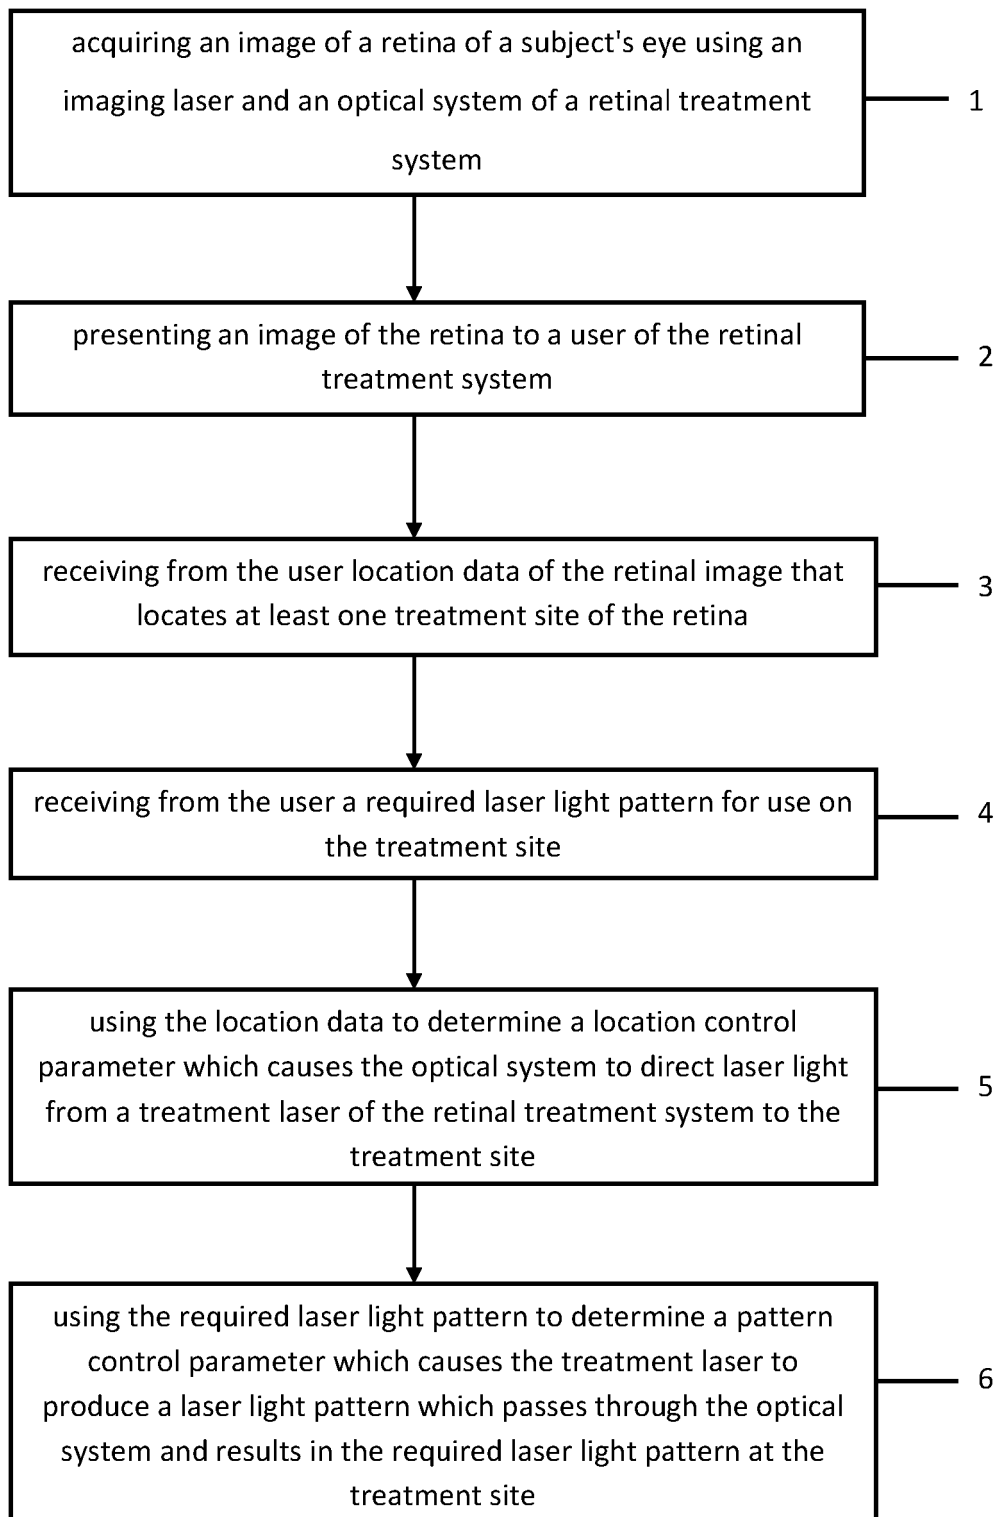 acquiring an image of a retina of a subject's eye using an
imaging laser and an optical system of a retinal treatment
system
1
presenting an image of the retina to a user of the retinal
treatment system
2
receiving from the user location data of the retinal image that
locates at least one treatment site of the retina
3
receiving from the user a required laser light pattern for use on
the treatment site
4
using the location data to determine a location control
parameter which causes the optical system to direct laser light
from a treatment laser of the retinal treatment system to the
treatment site
5
using the required laser light pattern to determine a pattern
control parameter which causes the treatment laser to
produce a laser light pattern which passes through the optical
system and results in the required laser light pattern at the
treatment site
6